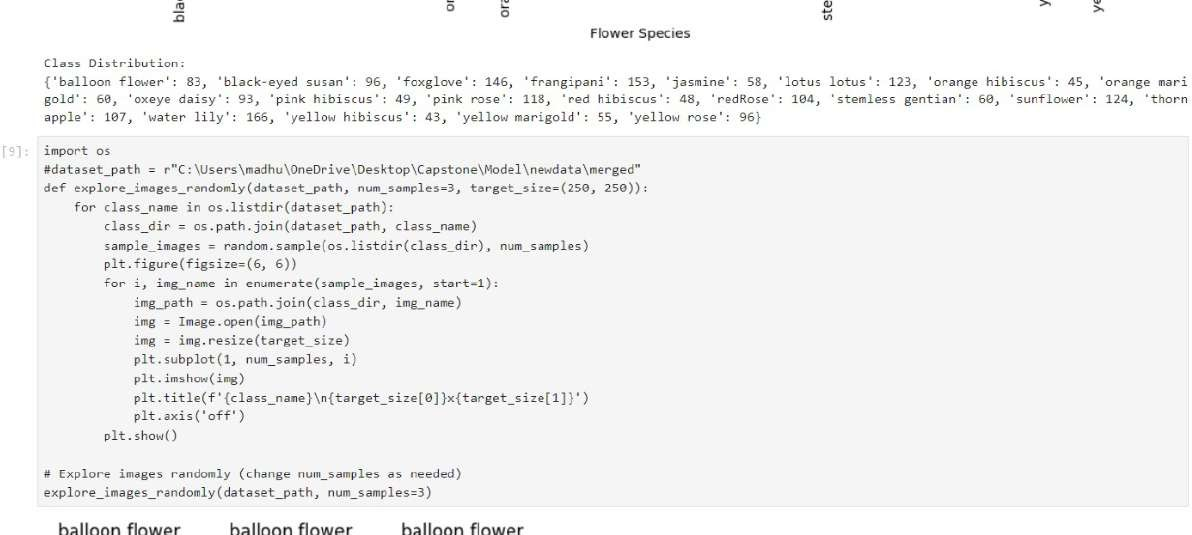 Flower Species
Class Distribution:
{'balloon flower': 83, 'black-eyed susan': 96, 'foxglove': 146, 'frangipani': 153, 'jasmine': 58, 'lotus lotus': 123, 'orange hibiscus': 45, 'orange mari
gold': 60, 'oxeye daisy': 93, 'pink hibiscus': 49, 'pink rose': 118, 'red hibiscus': 48, 'redRose': 104, 'stemless gentian': 60, 'sunflower': 124, 'thorn
apple': 107, 'water lily': 166, 'yellow hibiscus': 43, 'yellow marigold': 55, 'yellow rose': 96}
[9]: import os
#dataset_path = r"C:\Users\madhu\OneDrive\Desktop\Capstone\Model\newdata\merged"
def explore_images_randomly(dataset_path, num_samples=3, target_size=(250, 250)):
    for class_name in os.listdir(dataset_path):
        class_dir = os.path.join(dataset_path, class_name)
        sample_images = random.sample(os.listdir(class_dir), num_samples)
        plt.figure(figsize=(6, 6))
        for i, img_name in enumerate(sample_images, start=1):
            img_path = os.path.join(class_dir, img_name)
            img = Image.open(img_path)
            img = img.resize(target_size)
            plt.subplot(1, num_samples, i)
            plt.imshow(img)
            plt.title(f'{class_name}\n{target_size[0]}x{target_size[1]}')
            plt.axis('off')
        plt.show()
# Explore images randomly (change num_samples as needed)
explore_images_randomly(dataset_path, num_samples=3)
balloon flower balloon flower balloon flower